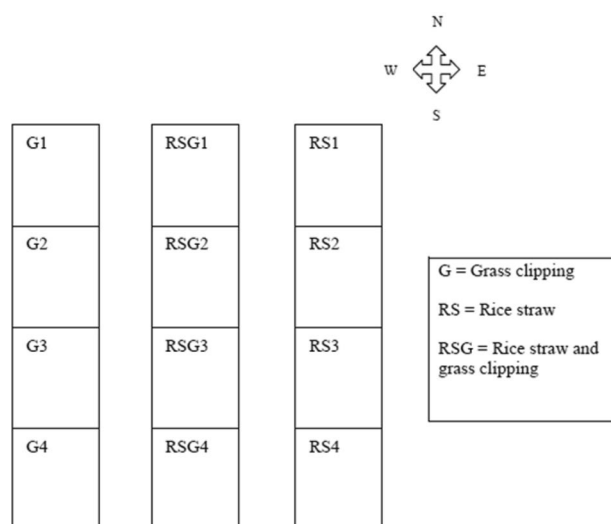 N
W E
S
G1 RSG1 RS1
G2 RSG2 RS2
G3 RSG3 RS3
G4 RSG4 RS4
G = Grass clipping
RS = Rice straw
RSG = Rice straw and
grass clipping